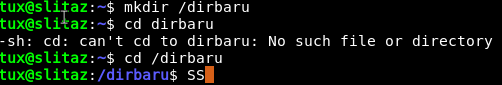 tux@slitaz:~$ mkdir /dirbaru
tux@slitaz:~$ cd dirbaru
-sh: cd: can't cd to dirbaru: No such file or directory
tux@slitaz:~$ cd /dirbaru
tux@slitaz:/dirbaru$ SS